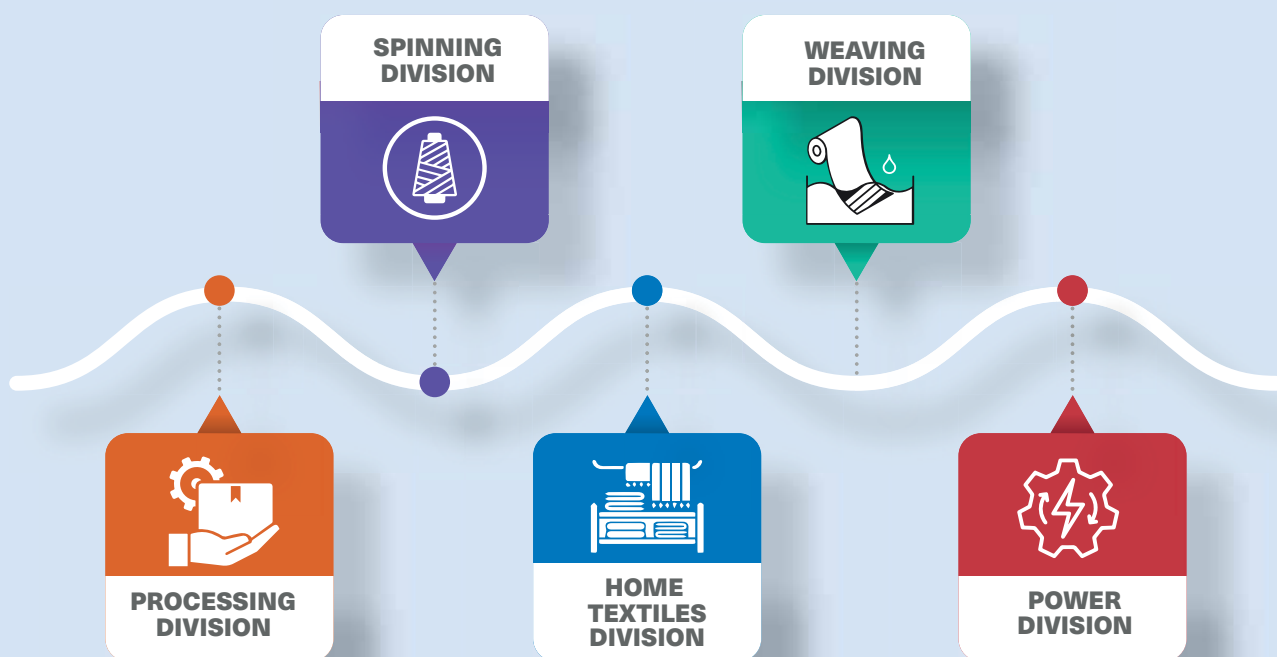 SPINNING
DIVISION
WEAVING
DIVISION
PROCESSING
DIVISION
HOME
TEXTILES
DIVISION
POWER
DIVISION